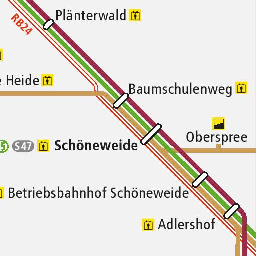 Plänterwald
RB24
Heide
Baumschulenweg
Oberspree
S47 Schöneweide
Betriebsbahnhof Schöneweide
Adlershof